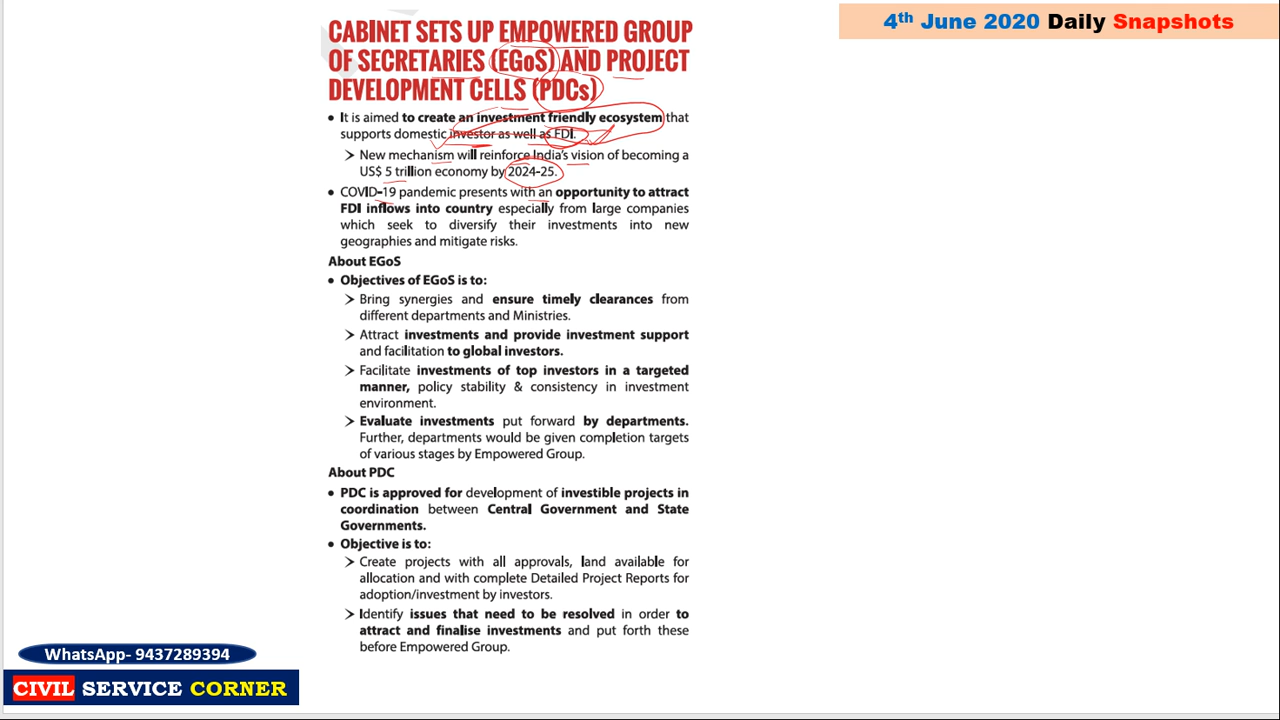 4th June 2020 Daily Snapshots
CABINET SETS UP EMPOWERED GROUP
OF SECRETARIES (EGoS) AND PROJECT
DEVELOPMENT CELLS (PDCs)
• It is aimed to create an investment friendly ecosystem that
supports domestic investor as well as FDI.
➢ New mechanism will reinforce India's vision of becoming a
US$ 5 trillion economy by 2024-25.
• COVID-19 pandemic presents with an opportunity to attract
FDI inflows into country especially from large companies
which seek to diversify their investments into new
geographies and mitigate risks.
About EGoS
• Objectives of EGoS is to:
➢ Bring synergies and ensure timely clearances from
different departments and Ministries.
➢ Attract investments and provide investment support
and facilitation to global investors.
➢ Facilitate investments of top investors in a targeted
manner, policy stability & consistency in investment
environment.
➢ Evaluate investments put forward by departments.
Further, departments would be given completion targets
of various stages by Empowered Group.
About PDC
• PDC is approved for development of investible projects in
coordination between Central Government and State
Governments.
• Objective is to:
➢ Create projects with all approvals, land available for
allocation and with complete Detailed Project Reports for
adoption/investment by investors.
➢ Identify issues that need to be resolved in order to
attract and finalise investments and put forth these
before Empowered Group.
WhatsApp- 9437289394
CIVIL SERVICE CORNER